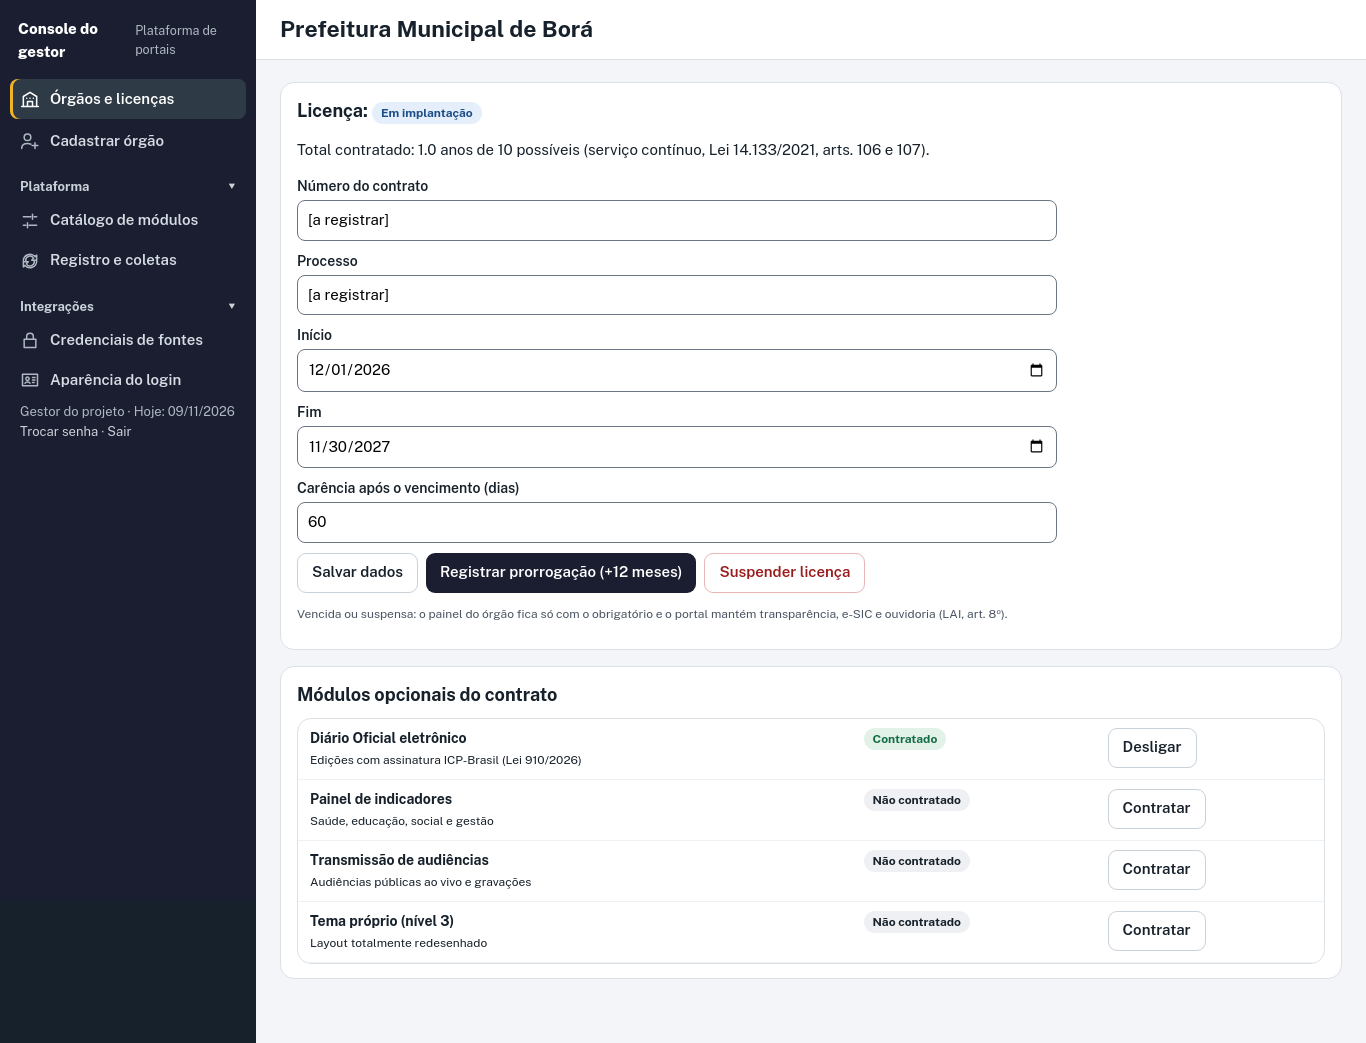 Console do gestor
Plataforma de portais
Órgãos e licenças
Cadastrar órgão
Plataforma ▼
Catálogo de módulos
Registro e coletas
Integrações ▼
Credenciais de fontes
Aparência do login
Gestor do projeto · Hoje: 09/11/2026
Trocar senha · Sair
Prefeitura Municipal de Borá
Licença: Em implantação
Total contratado: 1.0 anos de 10 possíveis (serviço contínuo, Lei 14.133/2021, arts. 106 e 107).
Número do contrato
[a registrar]
Processo
[a registrar]
Início
12/01/2026
Fim
11/30/2027
Carência após o vencimento (dias)
60
Salvar dados
Registrar prorrogação (+12 meses)
Suspender licença
Vencida ou suspensa: o painel do órgão fica só com o obrigatório e o portal mantém transparência, e-SIC e ouvidoria (LAI, art. 8º).
Módulos opcionais do contrato
Diário Oficial eletrônico
Edições com assinatura ICP-Brasil (Lei 910/2026)
Contratado
Desligar
Painel de indicadores
Saúde, educação, social e gestão
Não contratado
Contratar
Transmissão de audiências
Audiências públicas ao vivo e gravações
Não contratado
Contratar
Tema próprio (nível 3)
Layout totalmente redesenhado
Não contratado
Contratar